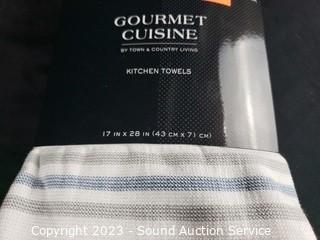 GOURMET
CUISINE
BY TOWN & COUNTRY LIVING
KITCHEN TOWELS
17 IN X 28 IN (43 CM X 71 CM)
Copyright 2023 - Sound Auction Service